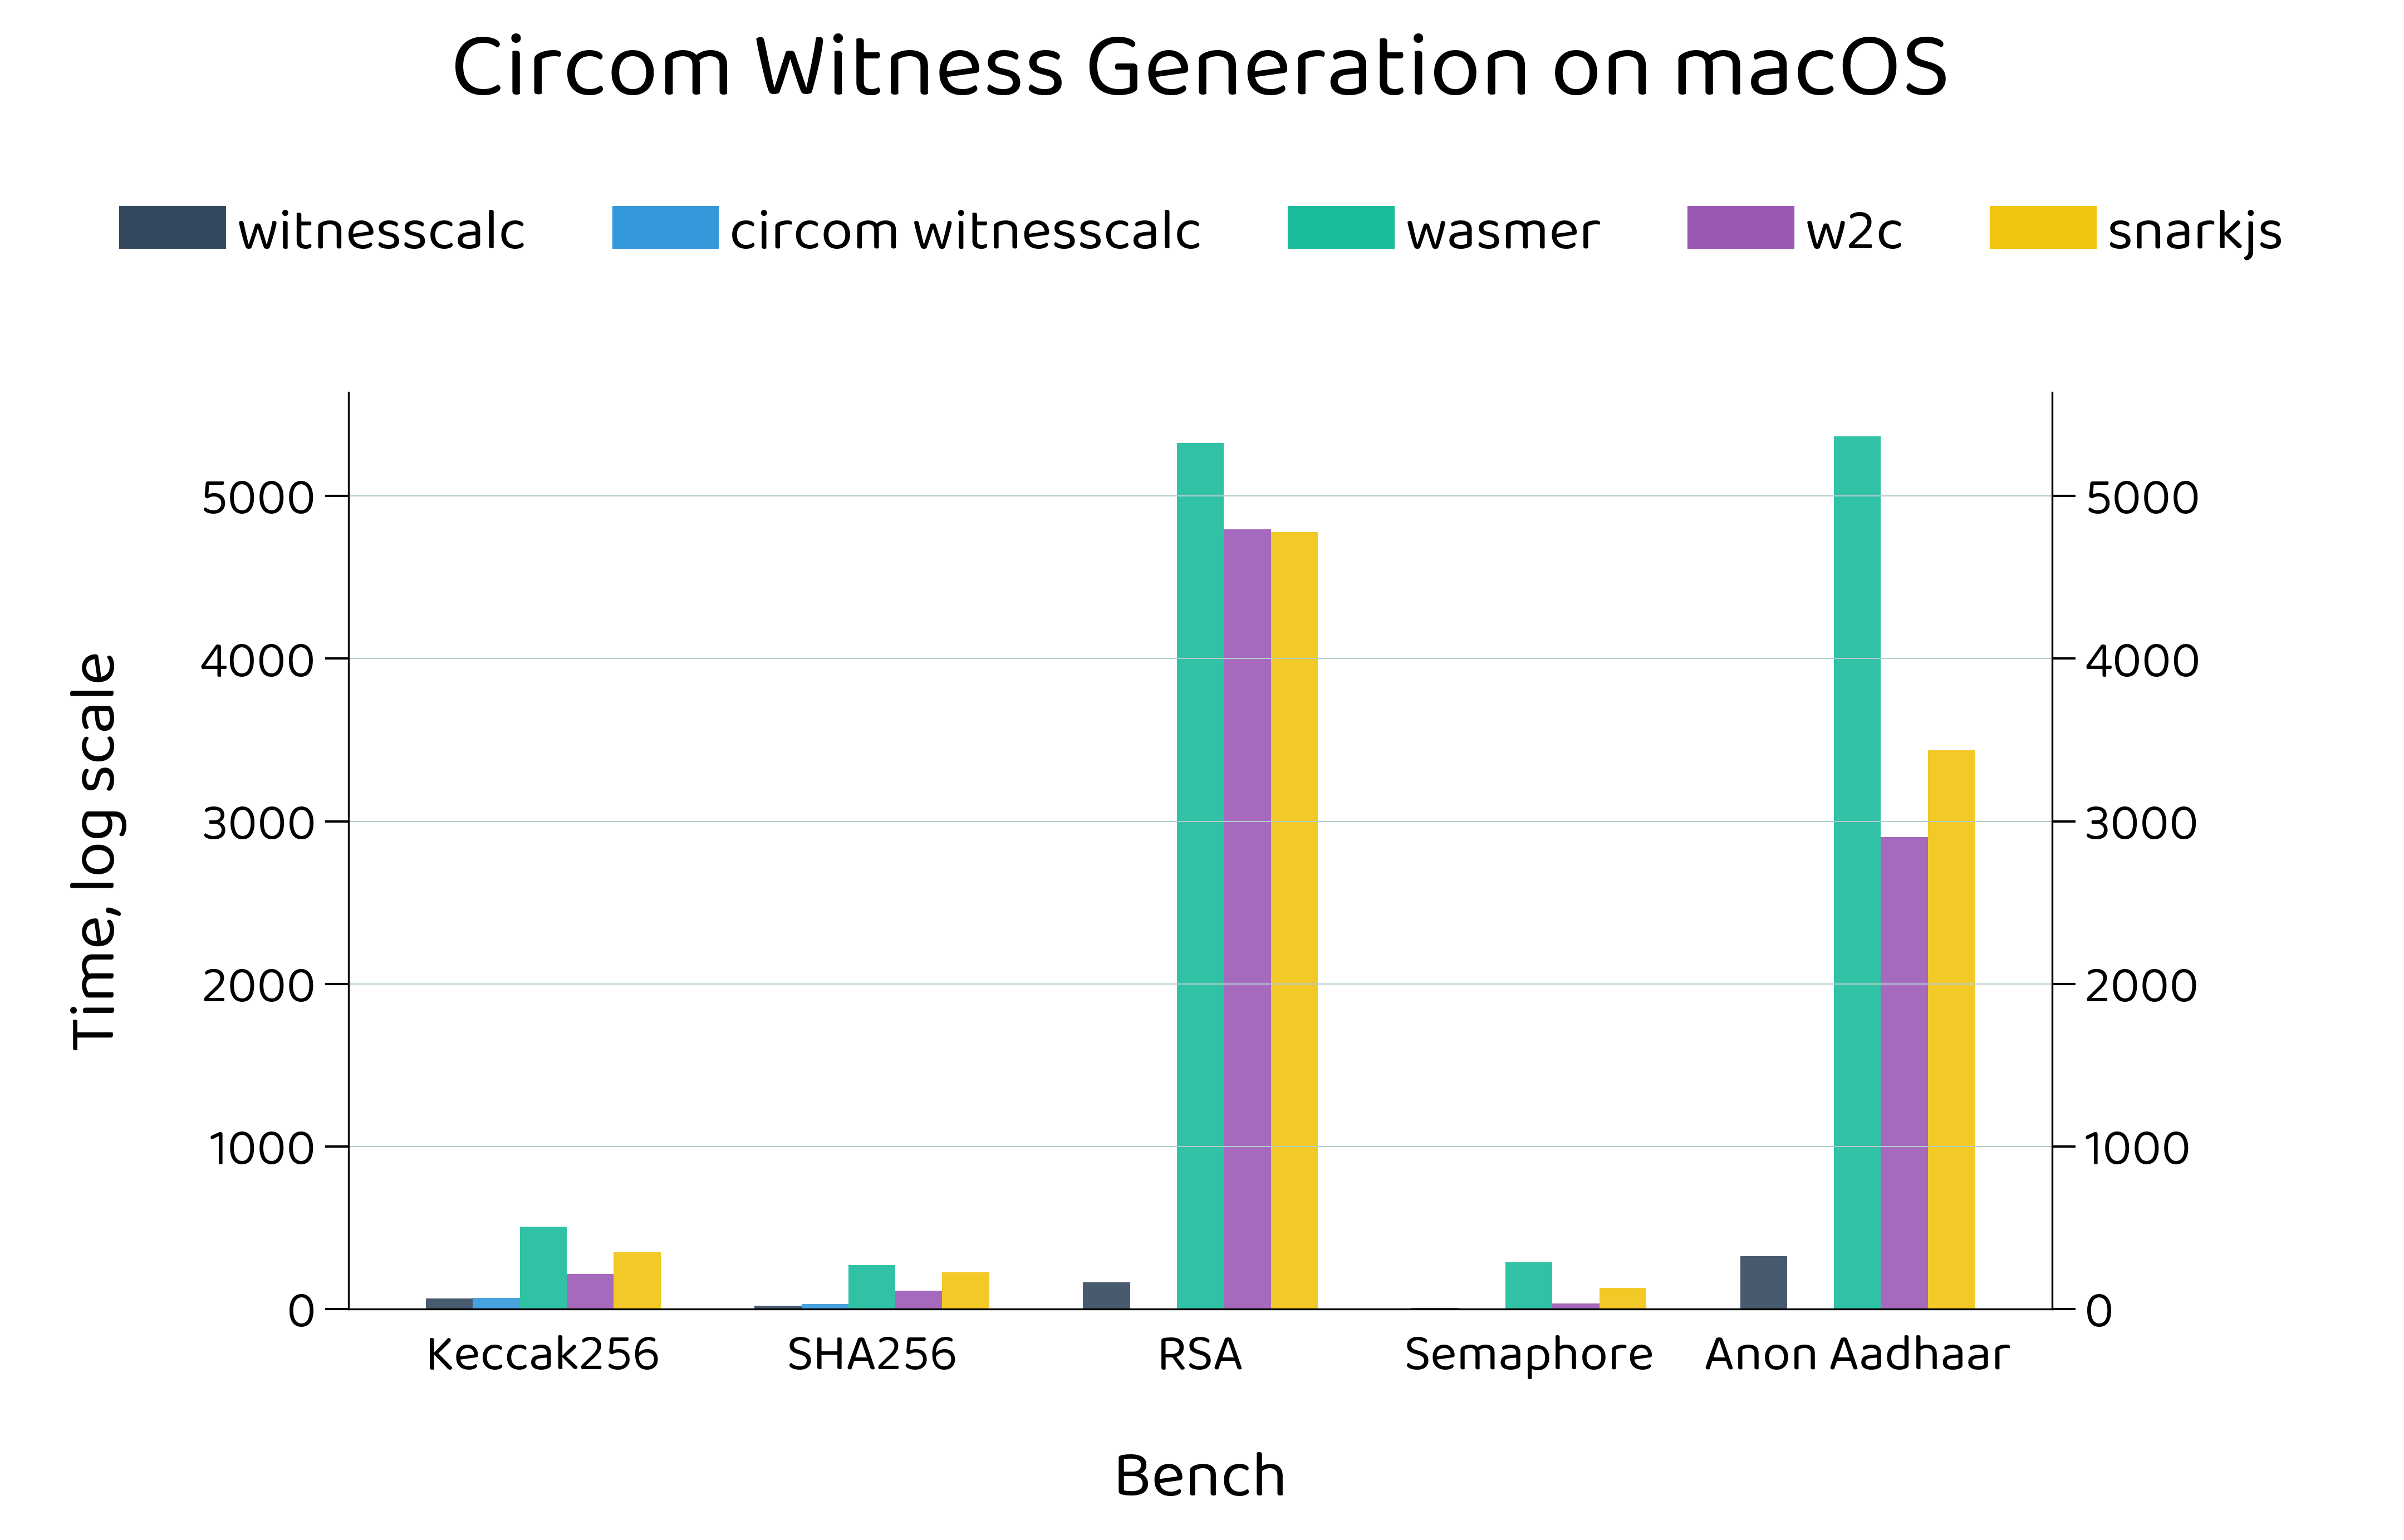 Circom Witness Generation on macOS
witnesscalc circom witnesscalc wasmer w2c snarkjs
5000 5000
4000 4000
3000 3000
2000 2000
1000 1000
0 0
Time, log scale
Keccak256 SHA256 RSA Semaphore Anon Aadhaar
Bench